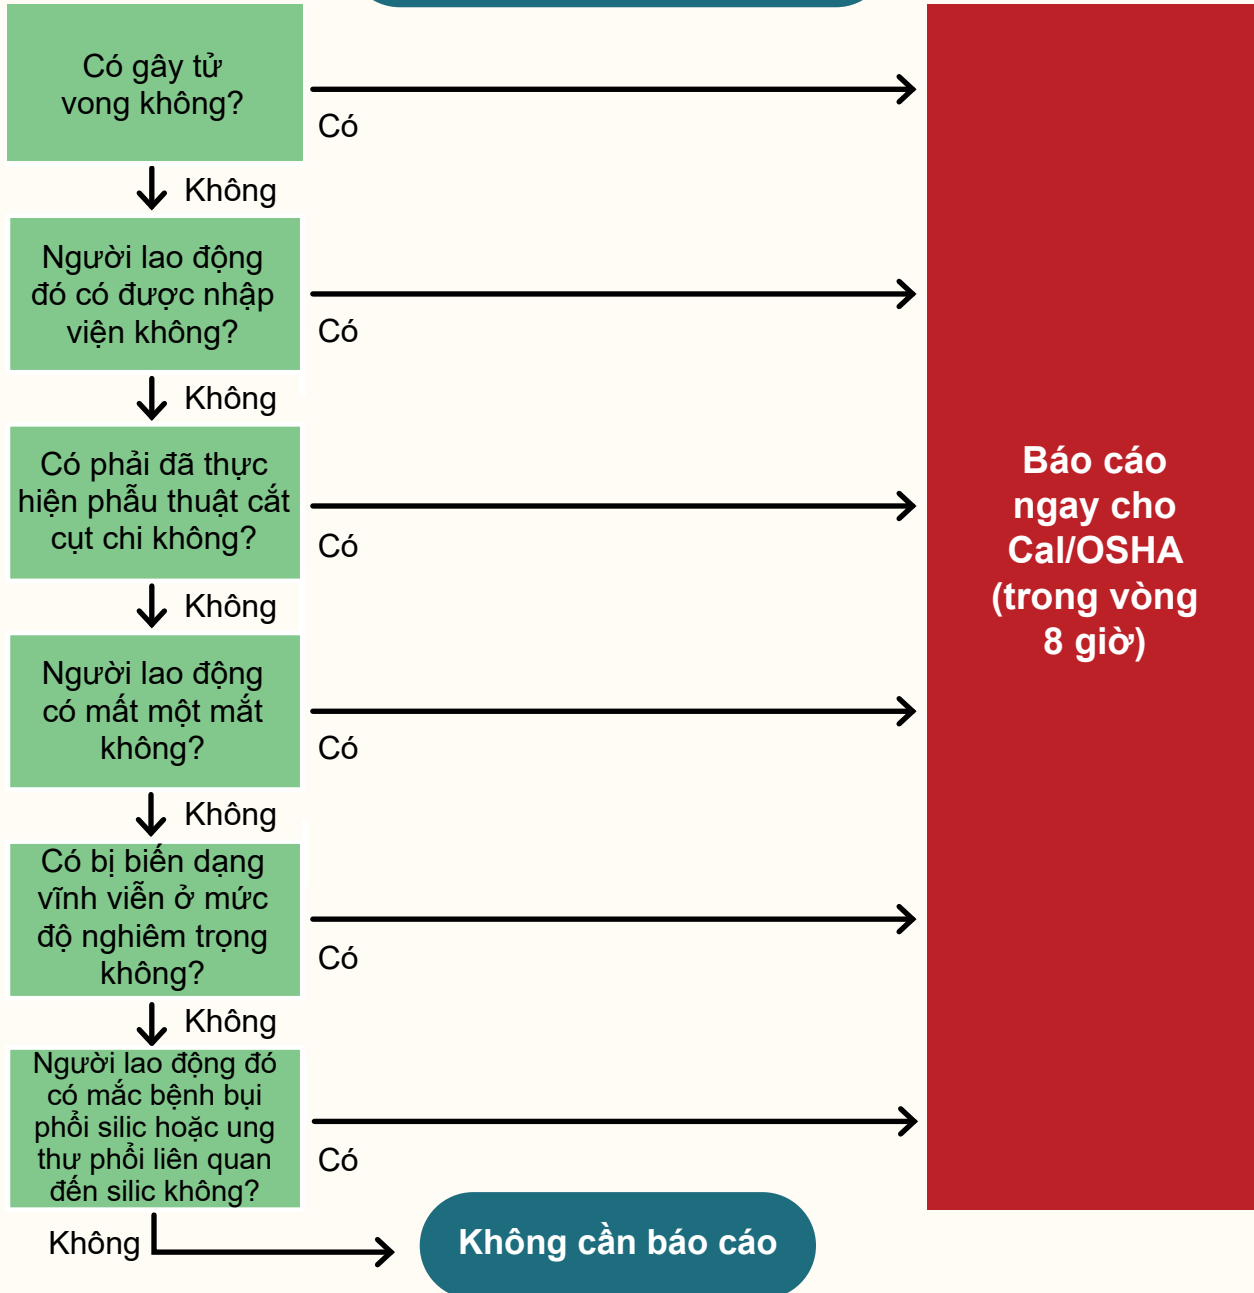 Có gây tử
vong không?
Có
Không
Người lao động
đó có được nhập
viện không?
Có
Không
Có phải đã thực
hiện phẫu thuật cắt
cụt chi không?
Có
Không
Người lao động
có mất một mắt
không?
Có
Không
Có bị biến dạng
vĩnh viễn ở mức
độ nghiêm trọng
không?
Có
Không
Người lao động đó
có mắc bệnh bụi
phổi silic hoặc ung
thư phổi liên quan
đến silic không?
Có
Không
Không cần báo cáo
Báo cáo
ngay cho
Cal/OSHA
(trong vòng
8 giờ)